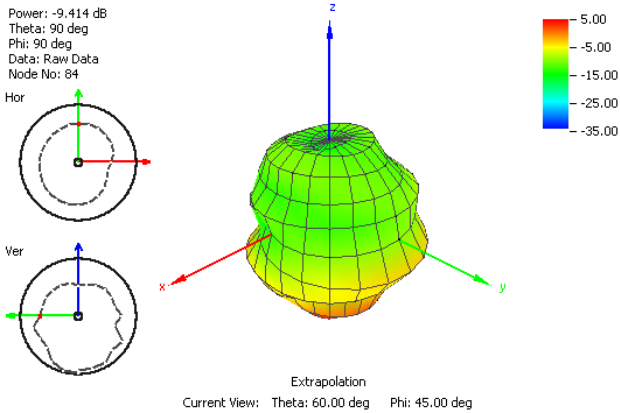 Power: -9.414 dB
Theta: 90 deg
Phi: 90 deg
Data: Raw Data
Node No: 84
Hor
Ver
z
x
y
5.00
-5.00
-15.00
-25.00
-35.00
Extrapolation
Current View: Theta: 60.00 deg Phi: 45.00 deg